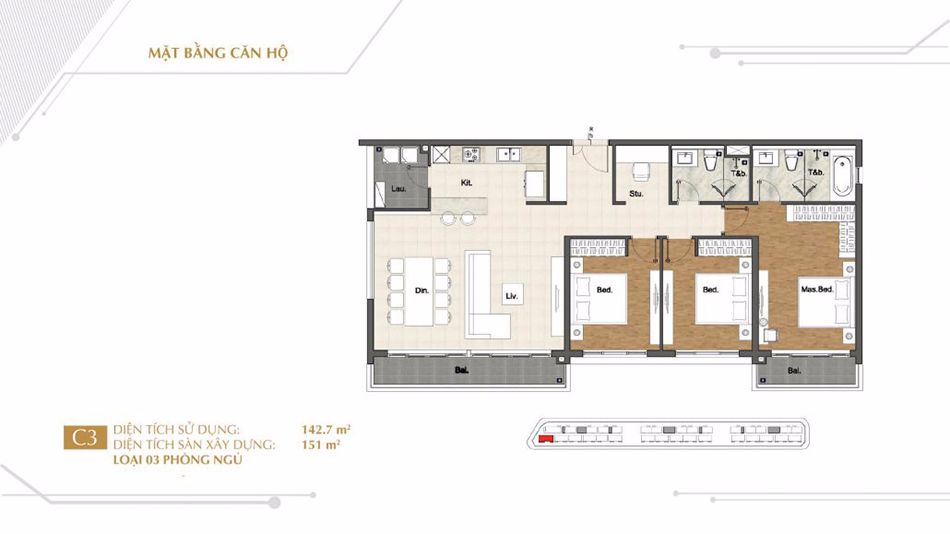 MẶT BẰNG CĂN HỘ
Lau.
Kit.
Stu.
T&b.
T&b.
Din.
Liv.
Bed.
Bed.
Mas.Bed.
Bal.
Bal.
C3
DIỆN TÍCH SỬ DỤNG: 142.7 m²
DIỆN TÍCH SÀN XÂY DỰNG: 151 m²
LOẠI 03 PHÒNG NGỦ